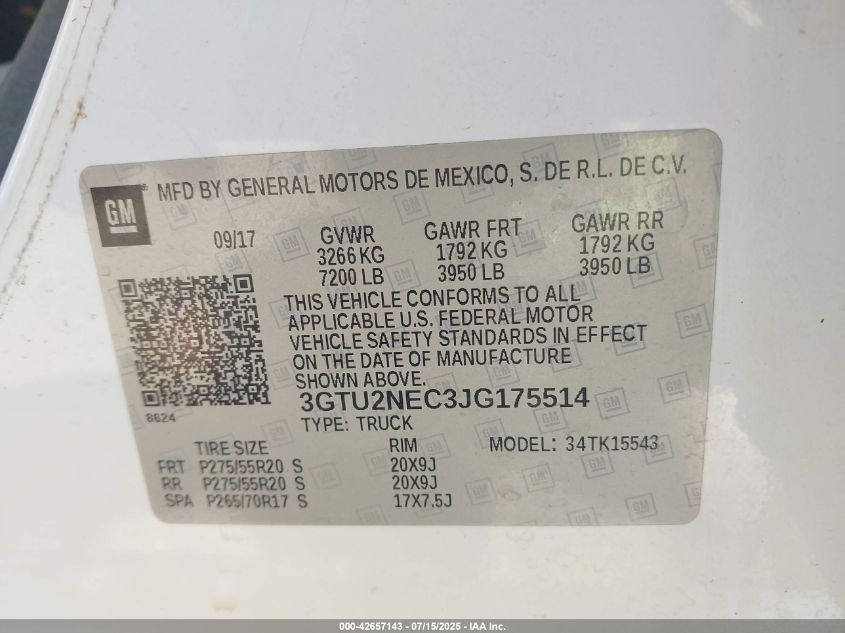 GM
MFD BY GENERAL MOTORS DE MEXICO, S. DE R.L. DE C.V.
09/17
GVWR GAWR FRT GAWR RR
3266 KG 1792 KG 1792 KG
7200 LB 3950 LB 3950 LB
THIS VEHICLE CONFORMS TO ALL
APPLICABLE U.S. FEDERAL MOTOR
VEHICLE SAFETY STANDARDS IN EFFECT
ON THE DATE OF MANUFACTURE
SHOWN ABOVE.
8624
3GTU2NEC3JG175514
TYPE: TRUCK
TIRE SIZE RIM MODEL: 34TK15543
FRT P275/55R20 S 20X9J
RR P275/55R20 S 20X9J
SPA P265/70R17 S 17X7.5J
000-42657143 - 07/15/2025 - IAA Inc.